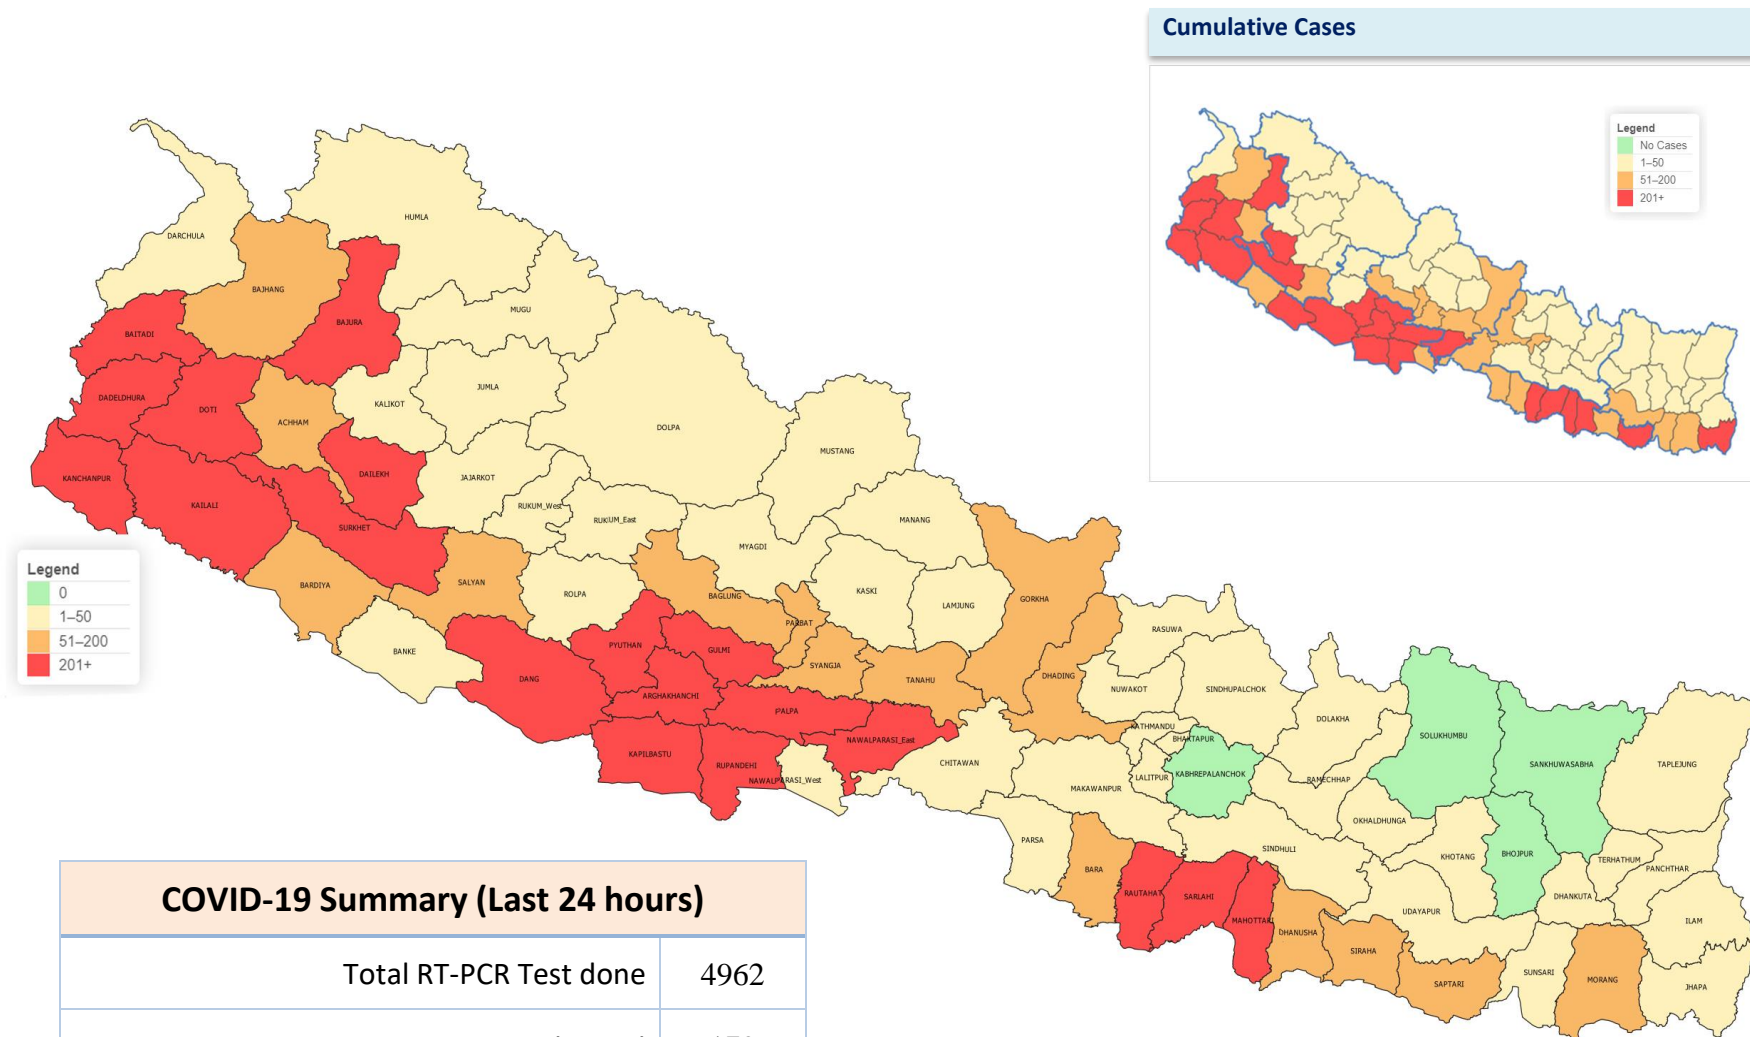 Cumulative Cases
Legend
No Cases
1–50
51–200
201+
HUMLA
DARCHULA
BAJHANG
MUGU
BAJURA
BAITADI
JUMLA
DADELDHURA
KALIKOT
DOTI
ACHHAM
DOLPA
MUSTANG
DAILEKH
KANCHANPUR
JAJARKOT
KAILALI
RUKUM_West
RUKUM_East
MANANG
SURKHET
MYAGDI
Legend
0
1–50
51–200
201+
BARDIYA
SALYAN
ROLPA
BAGLUNG
KASKI
LAMJUNG
GORKHA
PARBAT
RASUWA
BANKE
PYUTHAN
GULMI
SYANGJA
DANG
TANAHU
DHADING
NUWAKOT
SINDHUPALCHOK
ARGHAKHANCHI
PALPA
KATHMANDU
DOLAKHA
NAWALPARASI_East
BHAKTAPUR
SOLUKHUMBU
KAPILBASTU
RUPANDEHI
CHITAWAN
SANKHUWASABHA
TAPLEJUNG
NAWALPARASI_West
LALITPUR
KABHREPALANCHOK
RAMECHHAP
MAKAWANPUR
OKHALDHUNGA
PARSA
SINDHULI
KHOTANG
BHOJPUR
TERHATHUM
PANCHTHAR
BARA
RAUTAHAT
SARLAHI
DHANKUTA
UDAYAPUR
MAHOTTARI
ILAM
DHANUSHA
SIRAHA
SUNSARI
MORANG
SAPTARI
JHAPA
COVID-19 Summary (Last 24 hours)
Total RT-PCR Test done 4962